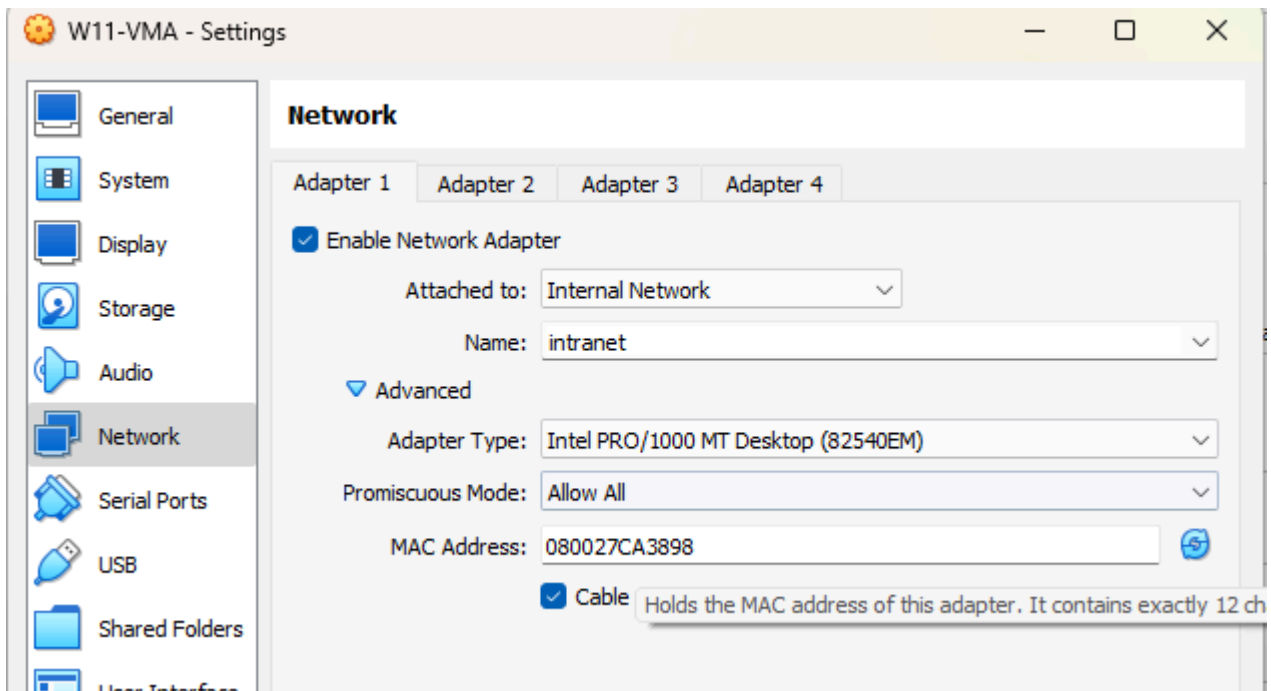 W11-VMA - Settings
General
System
Display
Storage
Audio
Network
Serial Ports
USB
Shared Folders
Network
Adapter 1 Adapter 2 Adapter 3 Adapter 4
Enable Network Adapter
Attached to: Internal Network
Name: intranet
Advanced
Adapter Type: Intel PRO/1000 MT Desktop (82540EM)
Promiscuous Mode: Allow All
MAC Address: 080027CA3898
Cable
Holds the MAC address of this adapter. It contains exactly 12 ch